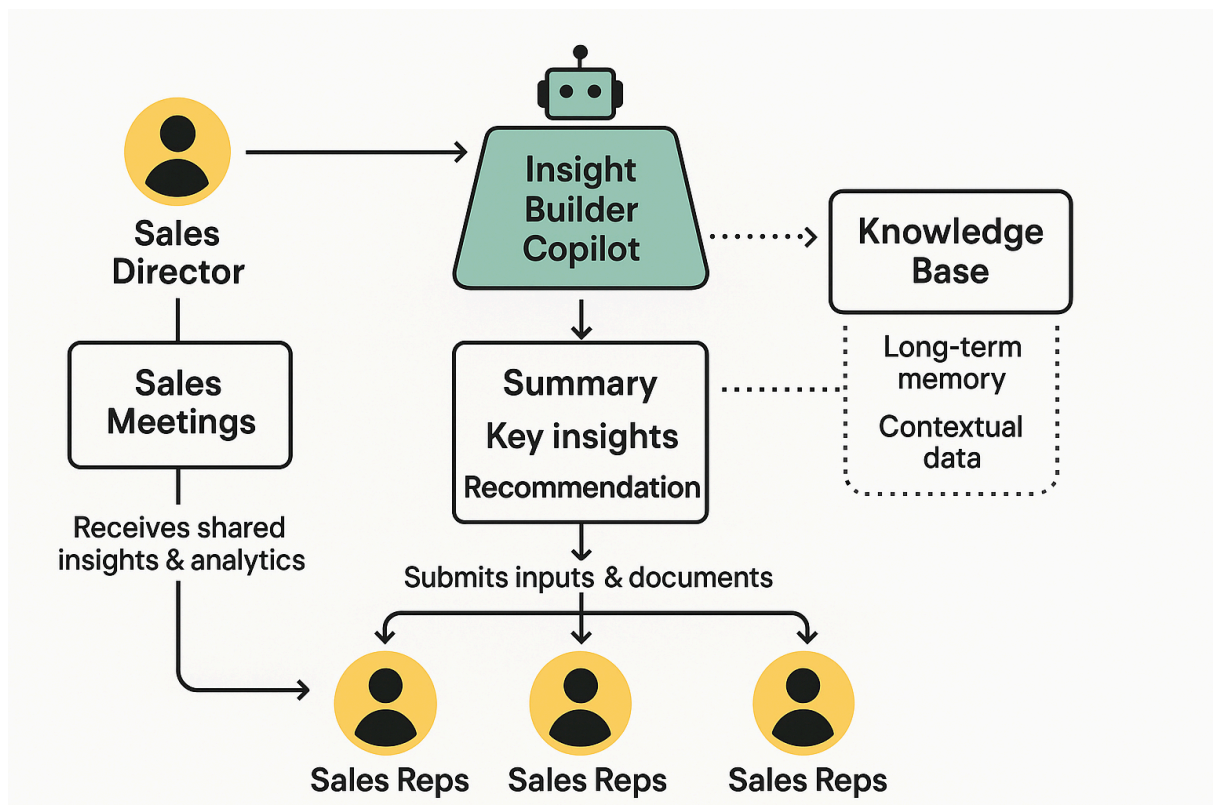 Insight
Builder
Copilot
Sales
Director
Knowledge
Base
Sales
Meetings
Summary
Key insights
Recommendation
Long-term
memory
Contextual
data
Receives shared
insights & analytics
Submits inputs & documents
Sales Reps
Sales Reps
Sales Reps